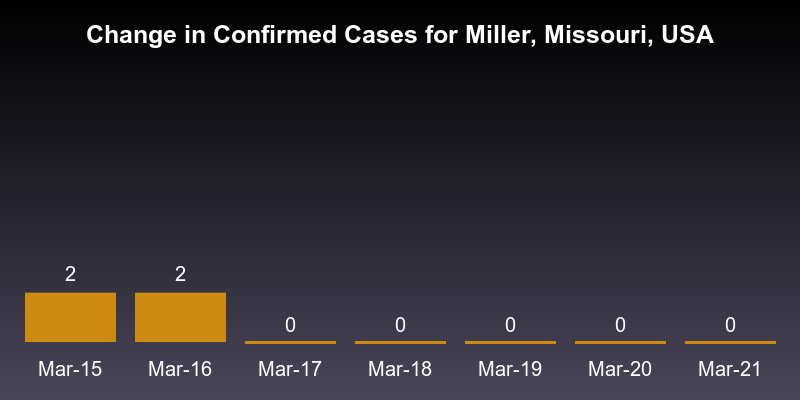 Change in Confirmed Cases for Miller, Missouri, USA
2 2 0 0 0 0 0
Mar-15 Mar-16 Mar-17 Mar-18 Mar-19 Mar-20 Mar-21